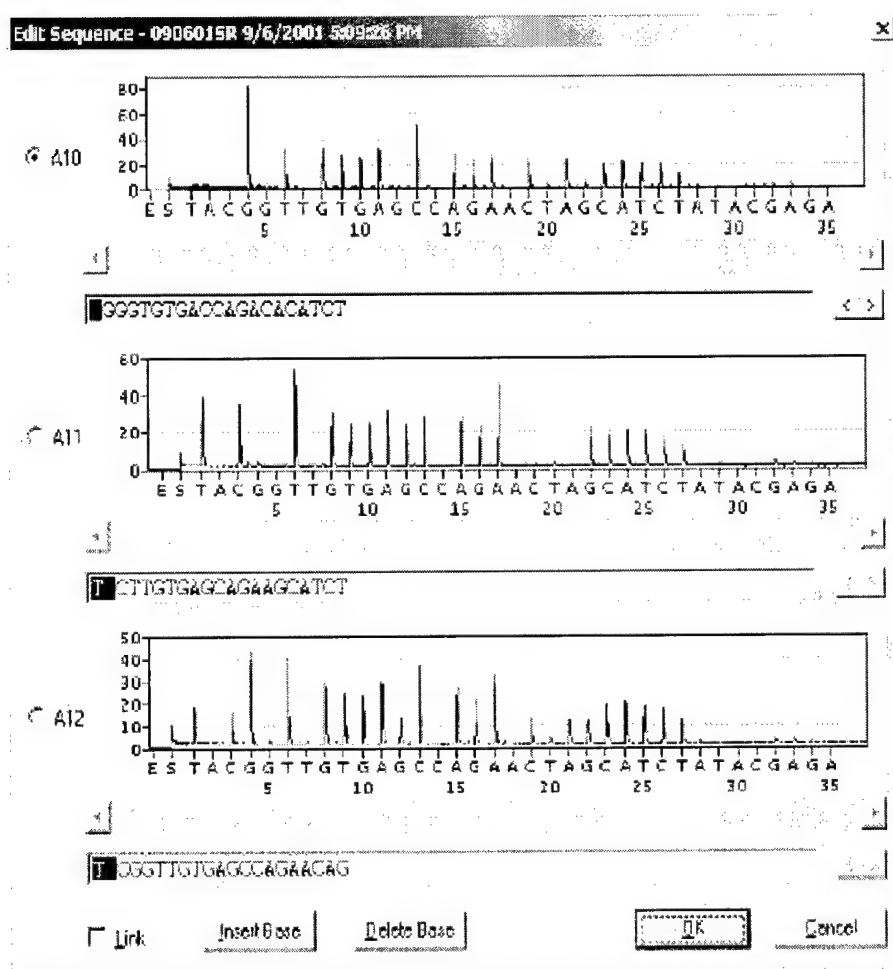 Edit Sequence - 090601SR 9/6/2001 5:09:26 PM
A10
80
60
40
20
0
E S T A C G G T T G T G A G C C A G A A C T A G C A T C T A T A C G A G A
5 10 15 20 25 30 35
GGGTGTGACCAGACACATCT
< >
A11
60
40
20
0
E S T A C G G T T G T G A G C C A G A A C T A G C A T C T A T A C G A G A
5 10 15 20 25 30 35
T CTTGTGAGCAGAAGCATCT
A12
50
40
30
20
10
0
E S T A C G G T T G T G A G C C A G A A C T A G C A T C T A T A C G A G A
5 10 15 20 25 30 35
T CGGTTGTGAGCCAGAACAG
Link
Insert Base
Delete Base
OK
Cancel